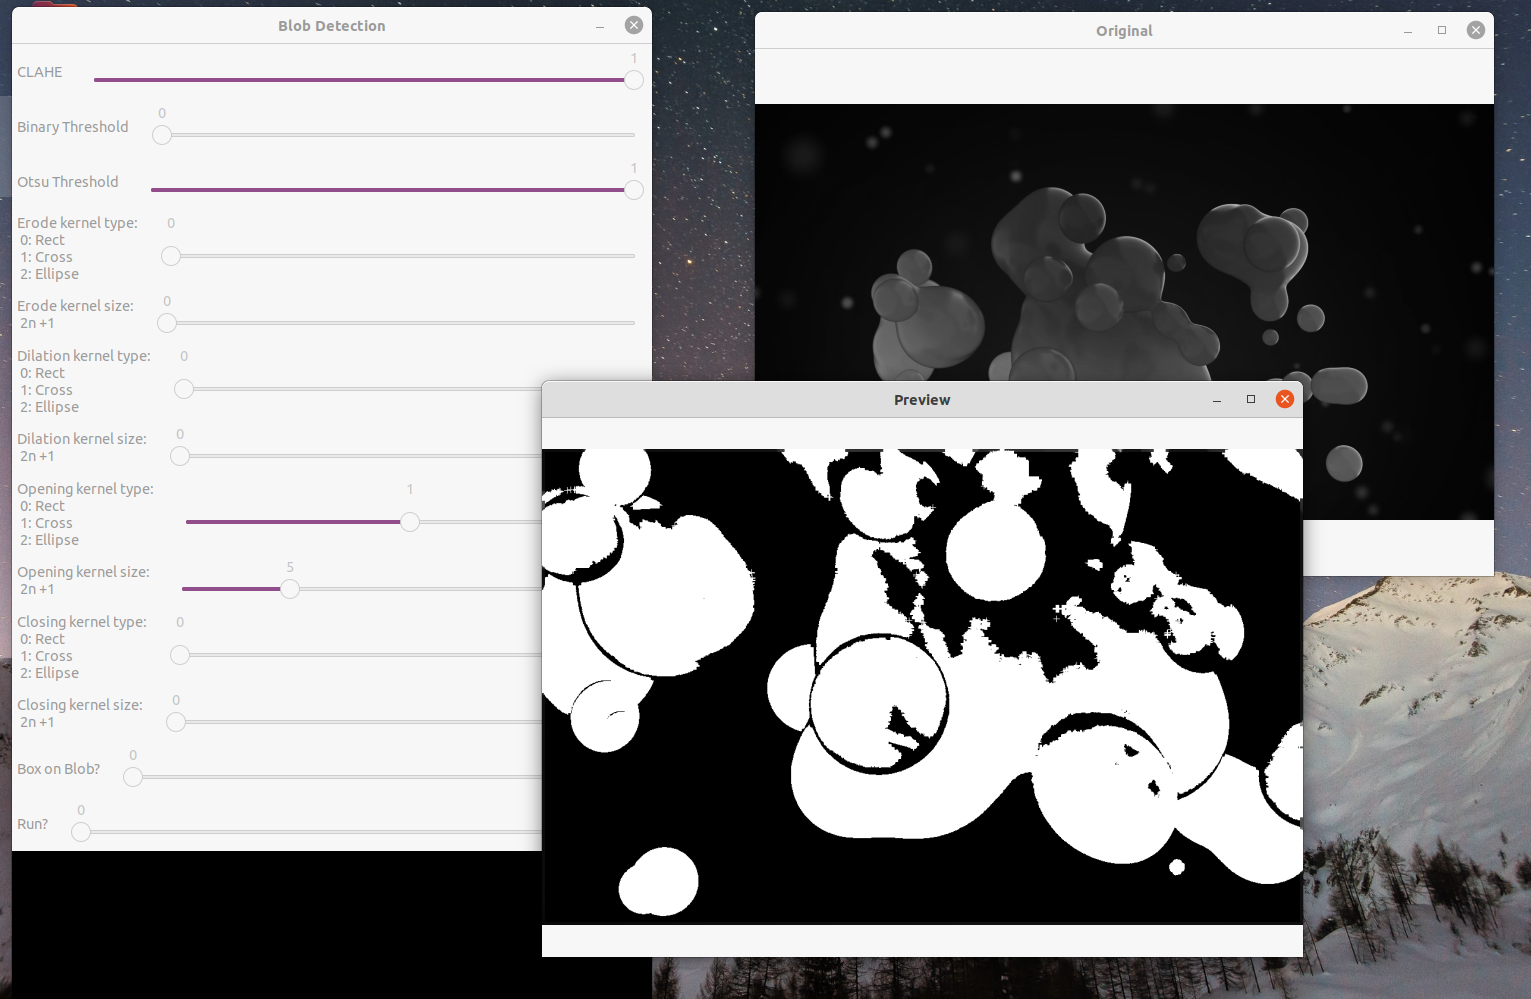 Blob Detection
CLAHE
1
Binary Threshold
0
Otsu Threshold
1
Erode kernel type:
0: Rect
1: Cross
2: Ellipse
0
Erode kernel size:
2n +1
0
Dilation kernel type:
0: Rect
1: Cross
2: Ellipse
0
Dilation kernel size:
2n +1
0
Opening kernel type:
0: Rect
1: Cross
2: Ellipse
1
Opening kernel size:
2n +1
5
Closing kernel type:
0: Rect
1: Cross
2: Ellipse
0
Closing kernel size:
2n +1
0
Box on Blob?
0
Run?
0
Original
Preview